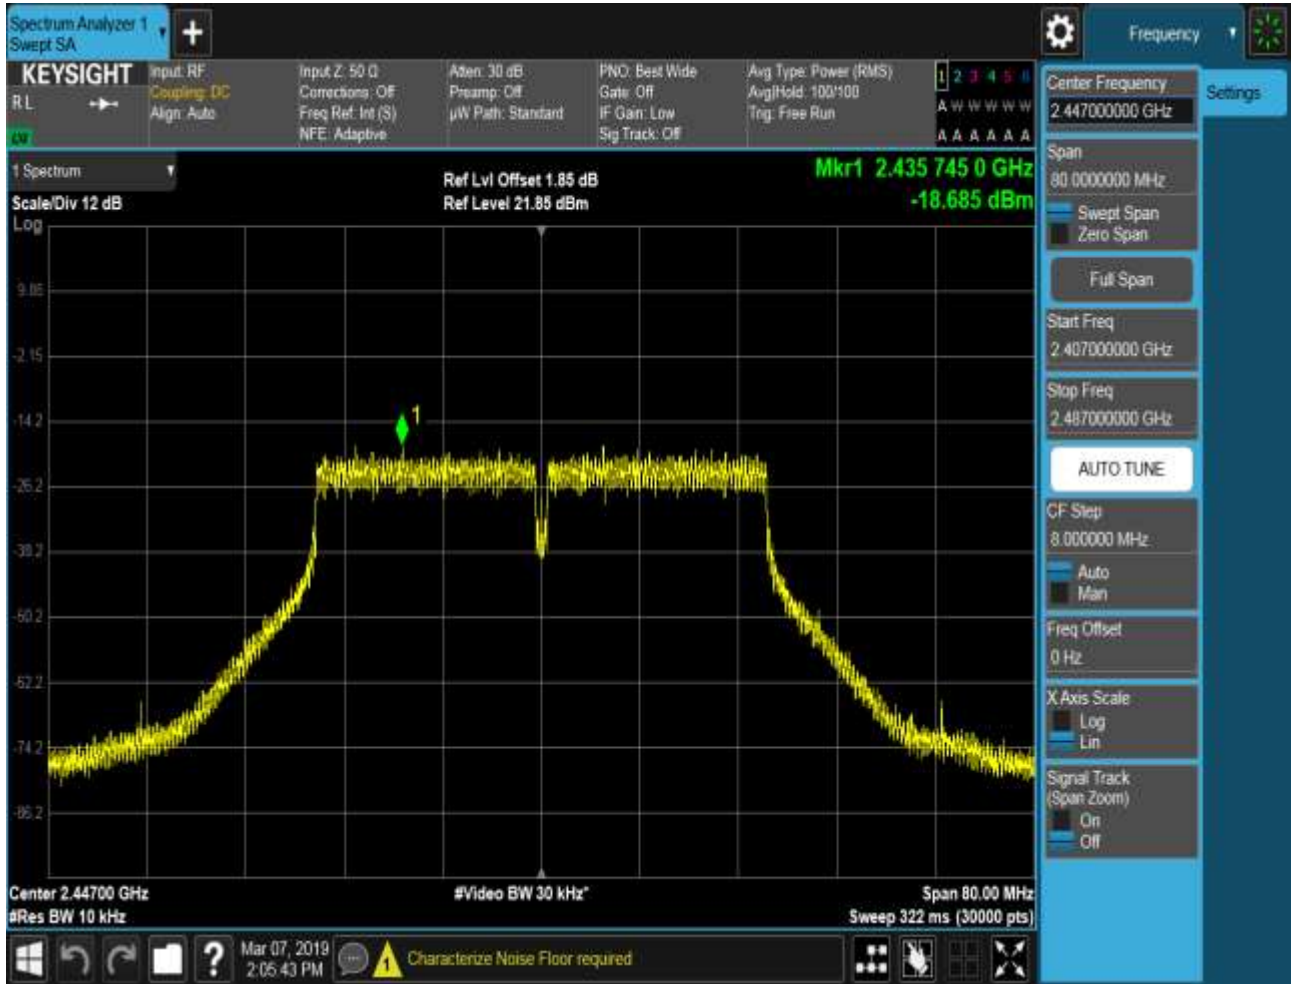 Spectrum Analyzer 1
Swept SA
+
Frequency
KEYSIGHT
RL
Input: RF
Coupling: DC
Align: Auto
Input Z: 50 Ω
Corrections: Off
Freq Ref: Int (S)
NFE: Adaptive
Atten: 30 dB
Preamp: Off
µW Path: Standard
PNO: Best Wide
Gate: Off
IF Gain: Low
Sig Track: Off
Avg Type: Power (RMS)
Avg|Hold: 100/100
Trig: Free Run
1 2 3 4 5 6
A W W W W W
A A A A A A
1 Spectrum
Scale/Div 12 dB
Log
Ref Lvl Offset 1.85 dB
Ref Level 21.85 dBm
Mkr1 2.435 745 0 GHz
-18.685 dBm
9.85
-2.15
-14.2
-26.2
-38.2
-50.2
-62.2
-74.2
-86.2
1
Center 2.44700 GHz
#Res BW 10 kHz
#Video BW 30 kHz*
Span 80.00 MHz
Sweep 322 ms (30000 pts)
Center Frequency
2.447000000 GHz
Settings
Span
80.0000000 MHz
Swept Span
Zero Span
Full Span
Start Freq
2.407000000 GHz
Stop Freq
2.487000000 GHz
AUTO TUNE
CF Step
8.000000 MHz
Auto
Man
Freq Offset
0 Hz
X Axis Scale
Log
Lin
Signal Track
(Span Zoom)
On
Off
?
Mar 07, 2019
2:05:43 PM
1
Characterize Noise Floor required